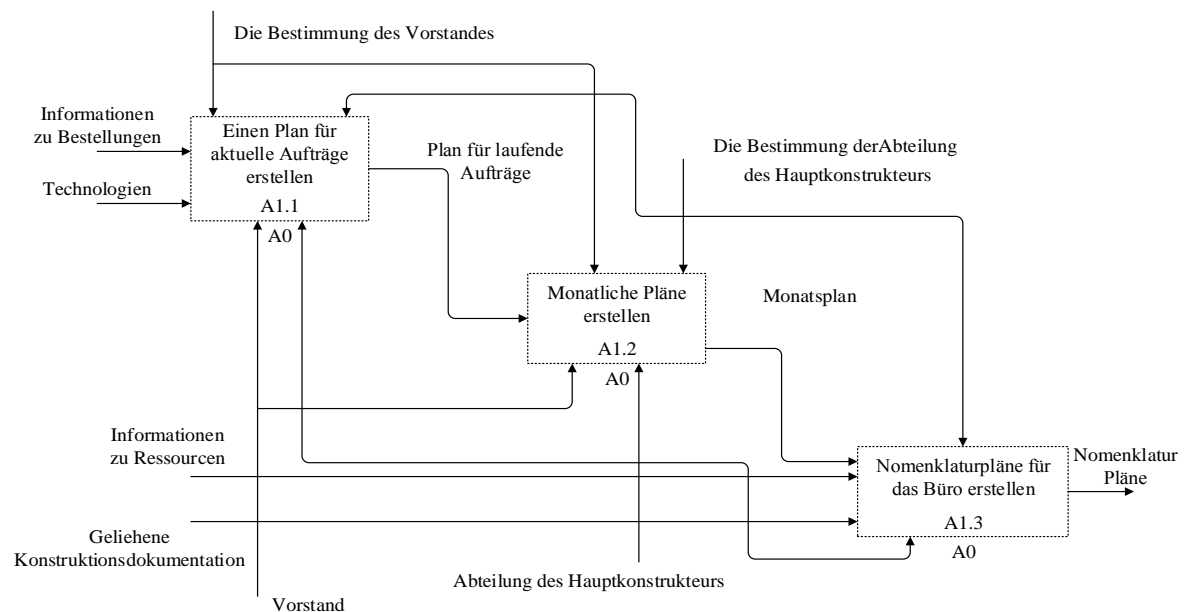 Die Bestimmung des Vorstandes
Informationen
zu Bestellungen
Technologien
Einen Plan für
aktuelle Aufträge
erstellen
A1.1
A0
Plan für laufende
Aufträge
Die Bestimmung derAbteilung
des Hauptkonstrukteurs
Monatliche Pläne
erstellen
A1.2
A0
Monatsplan
Informationen
zu Ressourcen
Geliehene
Konstruktionsdokumentation
Nomenklaturpläne für
das Büro erstellen
A1.3
A0
Nomenklatur
Pläne
Abteilung des Hauptkonstrukteurs
Vorstand